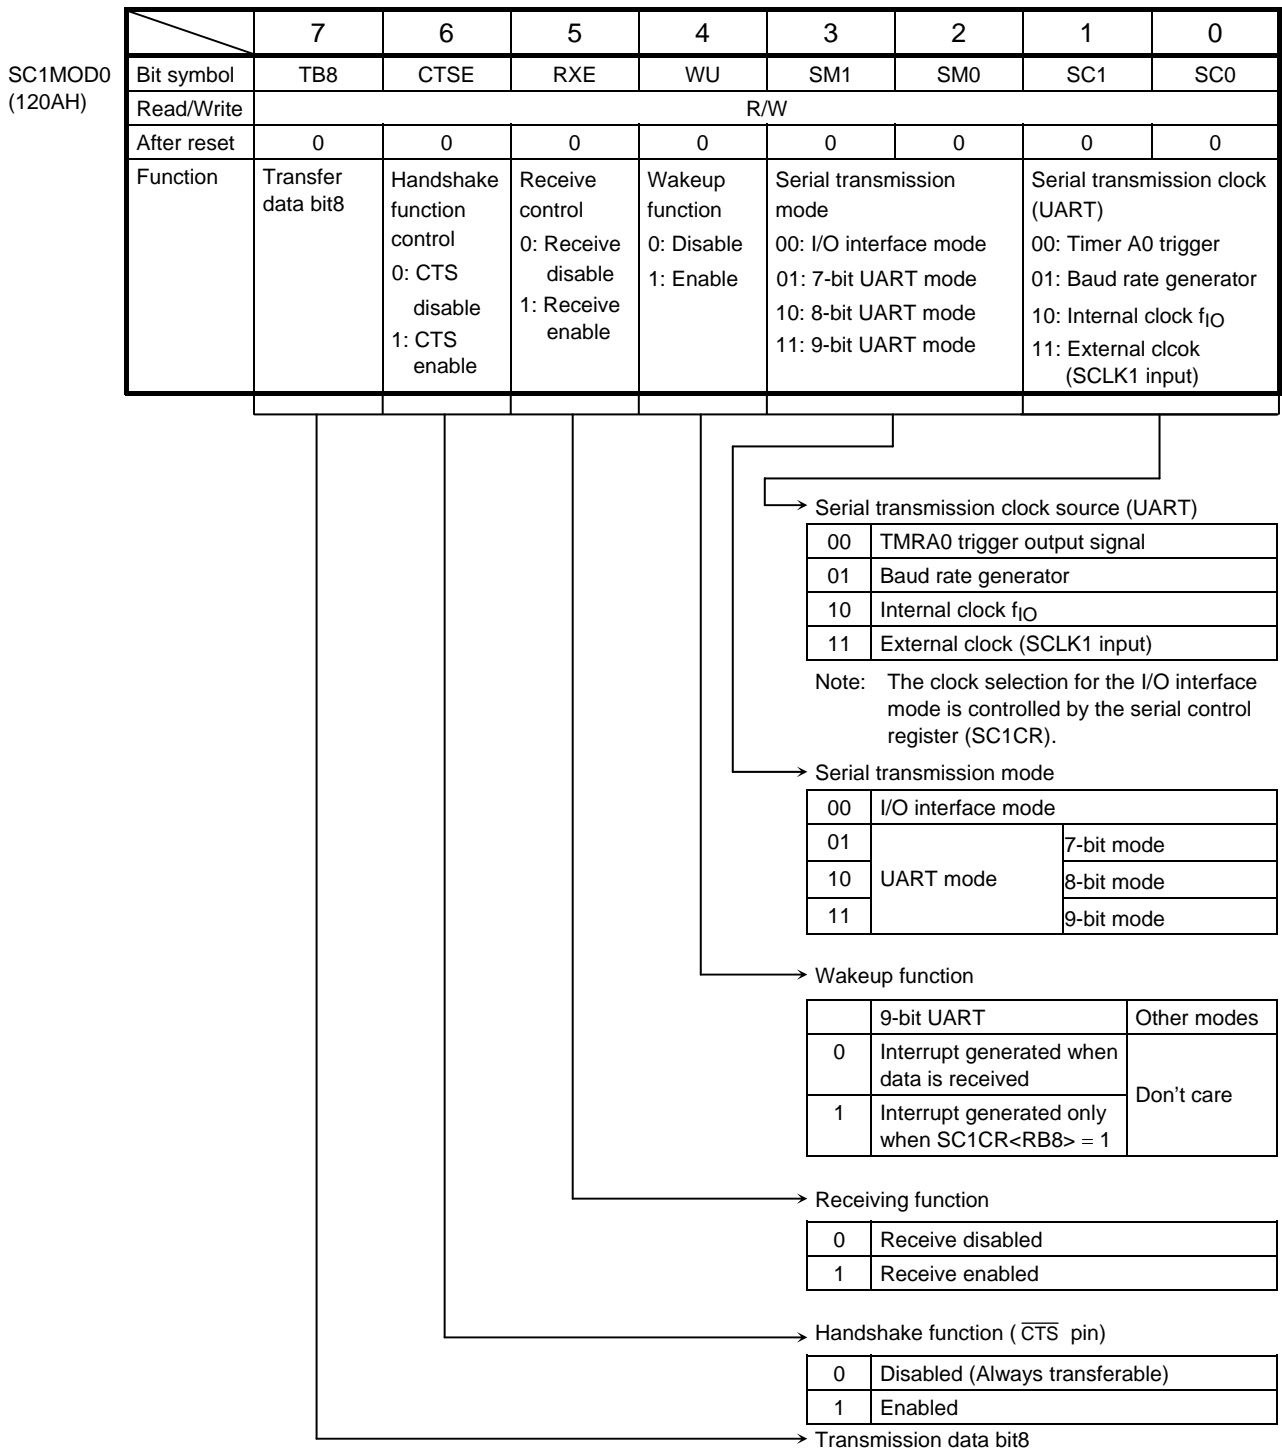 7 6 5 4 3 2 1 0
SC1MOD0
(120AH)
Bit symbol TB8 CTSE RXE WU SM1 SM0 SC1 SC0
Read/Write R/W
After reset 0 0 0 0 0 0 0 0
Function
Transfer
data bit8
Handshake
function
control
0: CTS
disable
1: CTS
enable
Receive
control
0: Receive
disable
1: Receive
enable
Wakeup
function
0: Disable
1: Enable
Serial transmission
mode
00: I/O interface mode
01: 7-bit UART mode
10: 8-bit UART mode
11: 9-bit UART mode
Serial transmission clock
(UART)
00: Timer A0 trigger
01: Baud rate generator
10: Internal clock fIO
11: External clcok
(SCLK1 input)
Serial transmission clock source (UART)
00 TMRA0 trigger output signal
01 Baud rate generator
10 Internal clock fIO
11 External clock (SCLK1 input)
Note: The clock selection for the I/O interface
mode is controlled by the serial control
register (SC1CR).
Serial transmission mode
00 I/O interface mode
01 7-bit mode
10 UART mode 8-bit mode
11 9-bit mode
Wakeup function
9-bit UART Other modes
0 Interrupt generated when
data is received
Don't care
1 Interrupt generated only
when SC1CR<RB8> = 1
Receiving function
0 Receive disabled
1 Receive enabled
Handshake function ( C̅T̅S̅ pin)
0 Disabled (Always transferable)
1 Enabled
Transmission data bit8